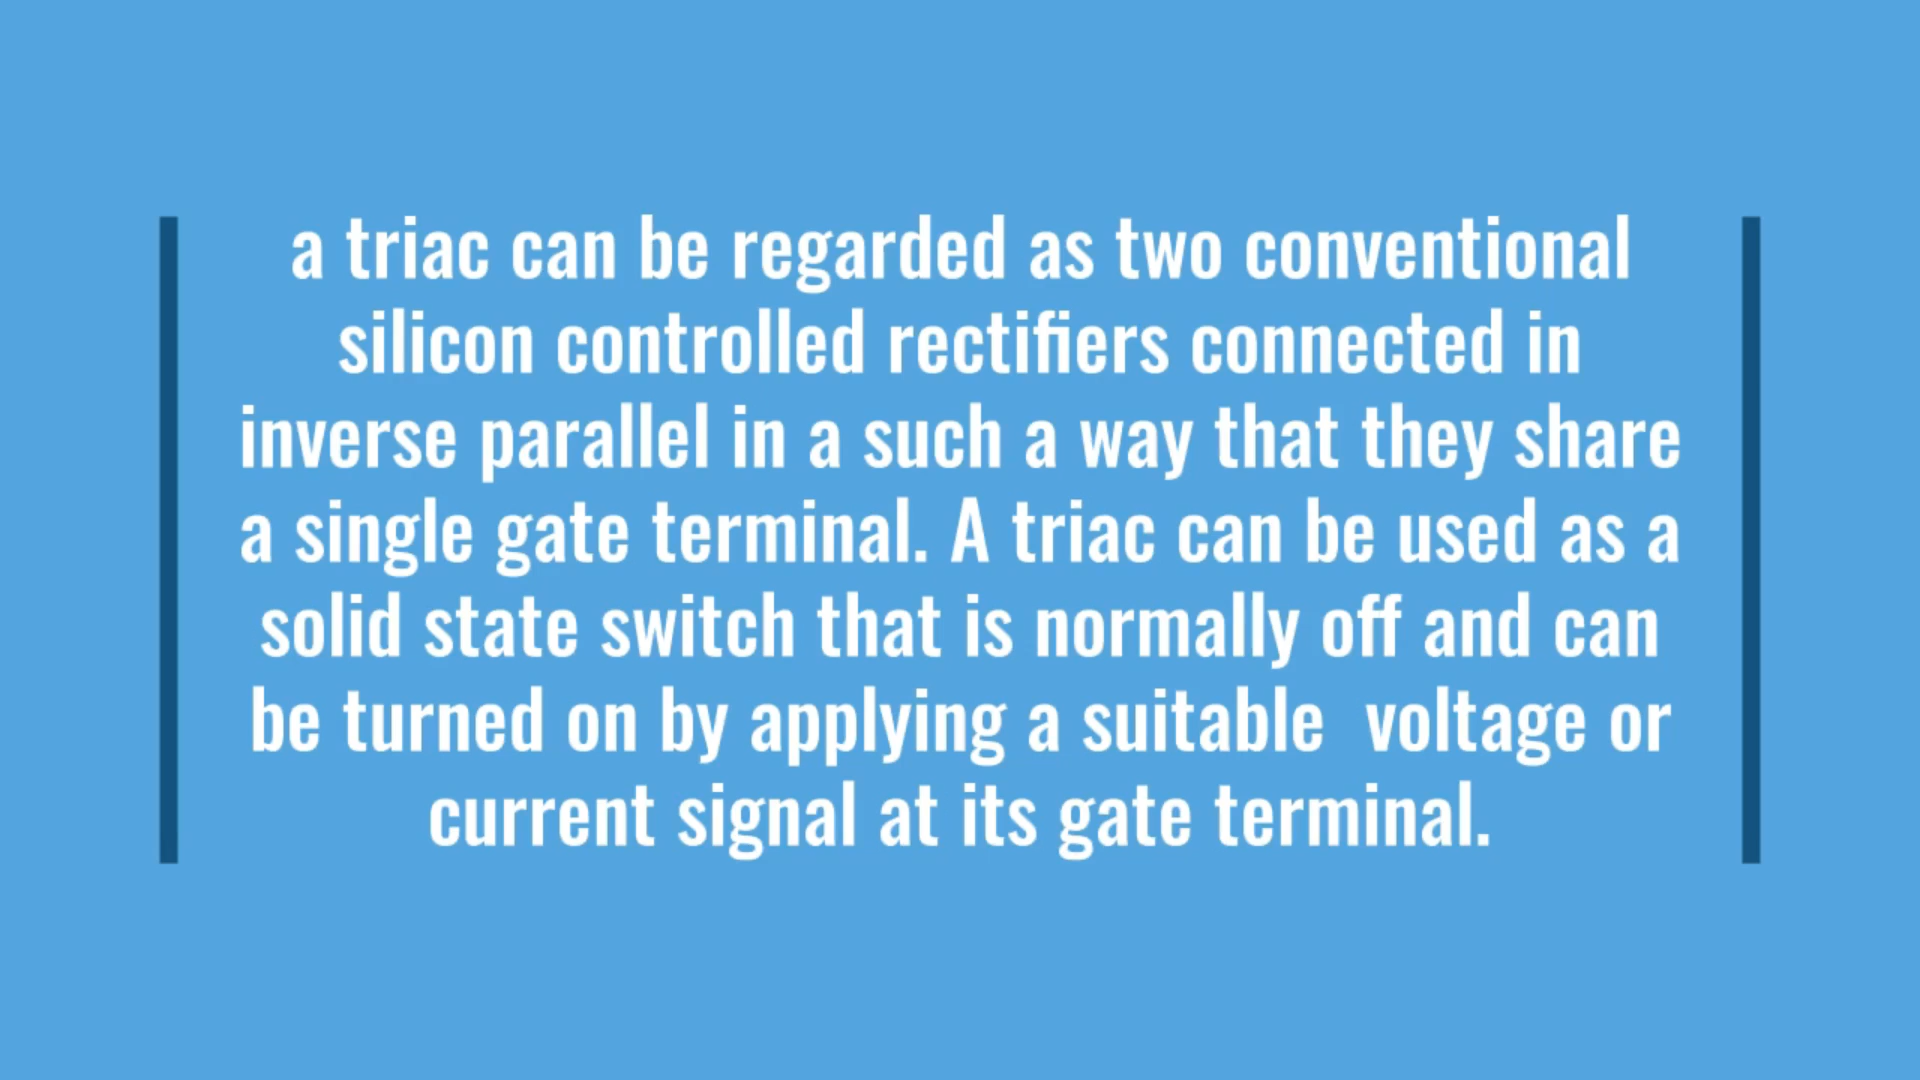 a triac can be regarded as two conventional
silicon controlled rectifiers connected in
inverse parallel in a such a way that they share
a single gate terminal. A triac can be used as a
solid state switch that is normally off and can
be turned on by applying a suitable  voltage or
current signal at its gate terminal.